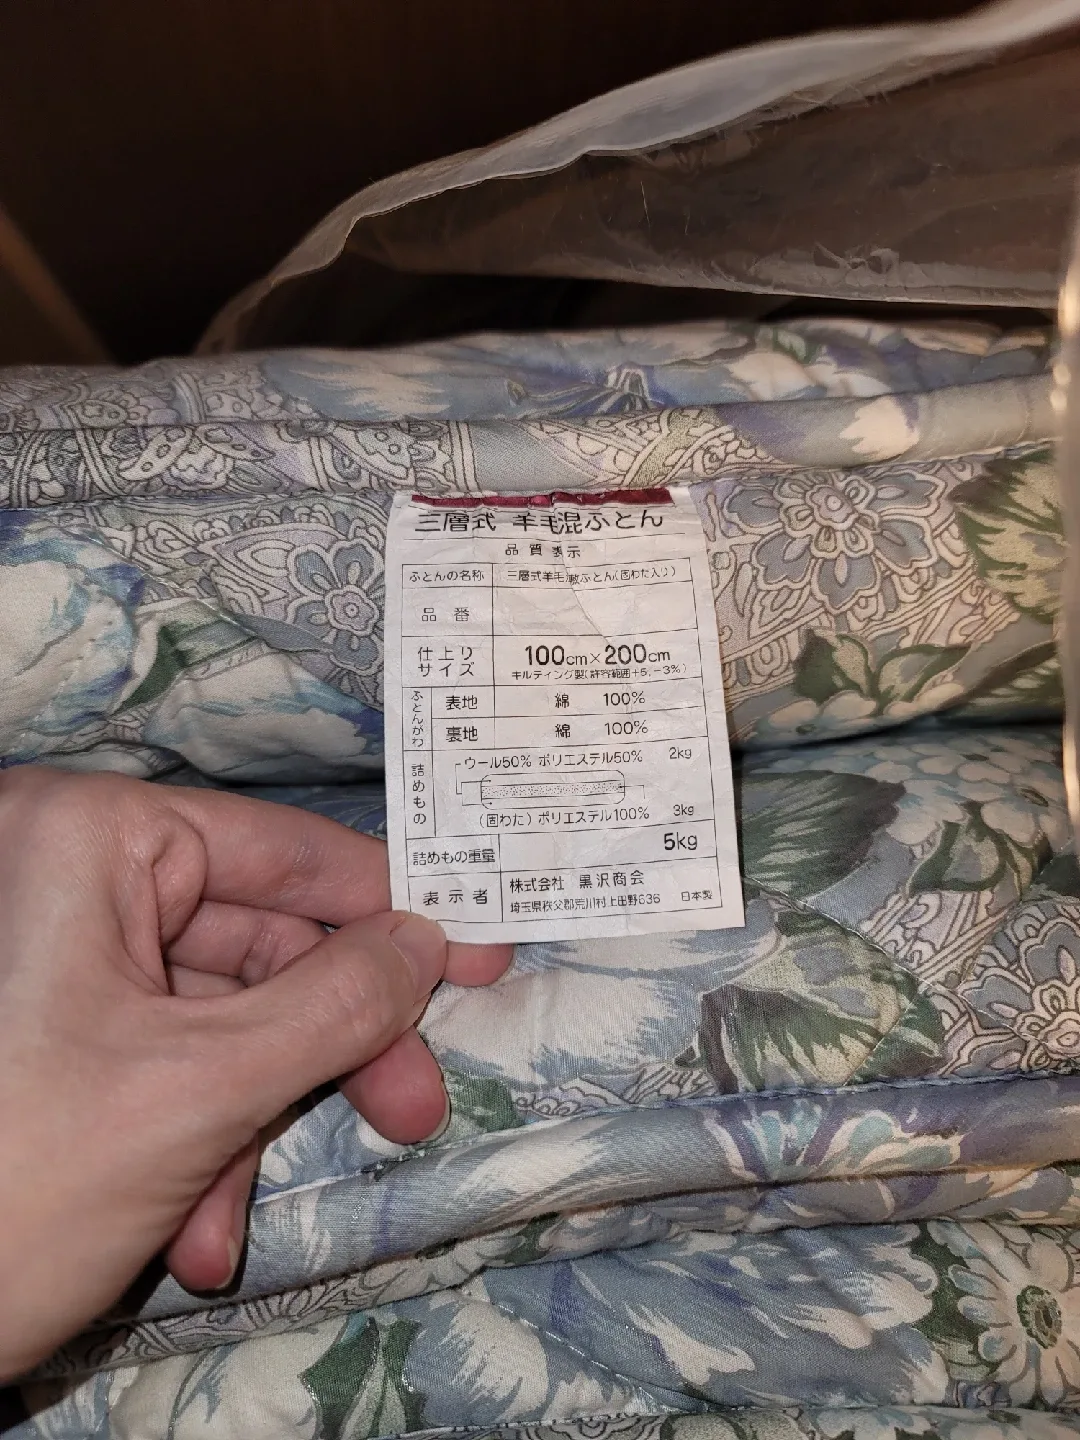 三層式 羊毛混ふとん
品質表示
ふとんの名称 三層式羊毛混敷ふとん(固わた入り)
品番
仕上りサイズ 100cm×200cm
キルティング製(許容範囲+5,-3%)
ふとんがわ 表地 綿 100%
裏地 綿 100%
詰めもの ウール50% ポリエステル50% 2kg
(固わた) ポリエステル100% 3kg
詰めもの重量 5kg
表示者 株式会社 黒沢商会
埼玉県秩父郡荒川村上田野636 日本製